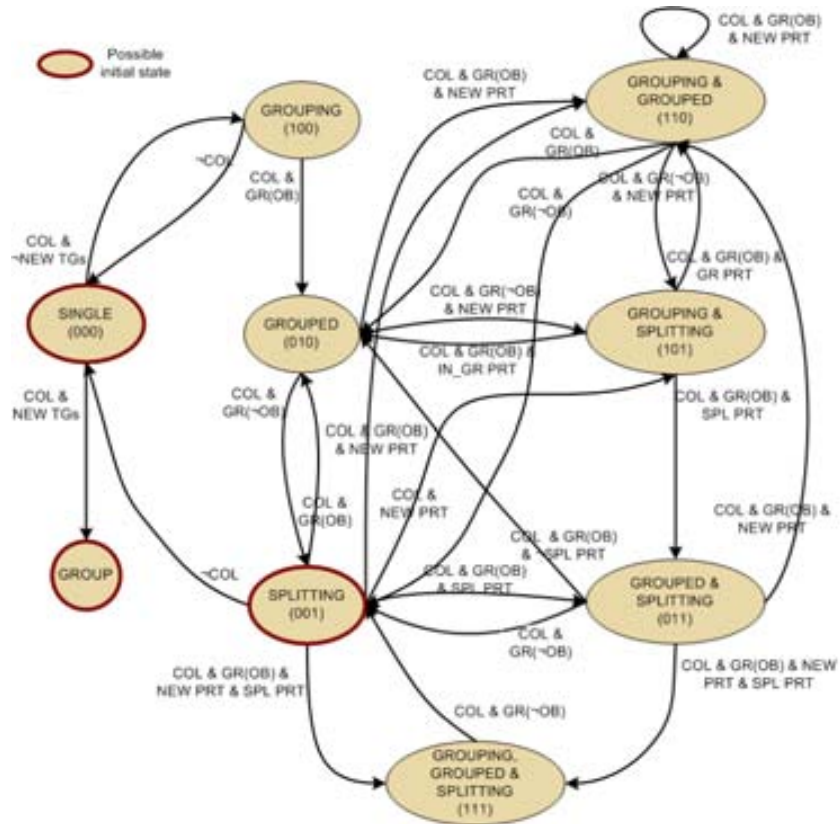 Possible
initial state
COL & GR(OB)
& NEW PRT
GROUPING
(100)
COL & GR(OB)
& NEW PRT
GROUPING &
GROUPED
(110)
¬COL
COL &
GR(OB)
COL &
GR(OB)
COL &
GR(¬OB)
COL & GR(¬OB)
& NEW PRT
COL &
¬NEW TGs
COL & GR(OB) &
GR PRT
SINGLE
(000)
GROUPED
(010)
COL & GR(¬OB)
& NEW PRT
GROUPING &
SPLITTING
(101)
COL & GR(OB) &
IN_GR PRT
COL &
NEW TGs
COL &
GR(¬OB)
COL & GR(OB)
& NEW PRT
COL & GR(OB) &
SPL PRT
COL &
GR(OB)
COL &
NEW PRT
COL & GR(OB) &
NEW PRT
COL & GR(OB)
& ¬SPL PRT
GROUP
¬COL
SPLITTING
(001)
COL & GR(OB)
& SPL PRT
GROUPED &
SPLITTING
(011)
COL &
GR(¬OB)
COL & GR(OB) &
NEW PRT & SPL PRT
COL & GR(OB) & NEW
PRT & SPL PRT
COL & GR(¬OB)
GROUPING,
GROUPED &
SPLITTING
(111)